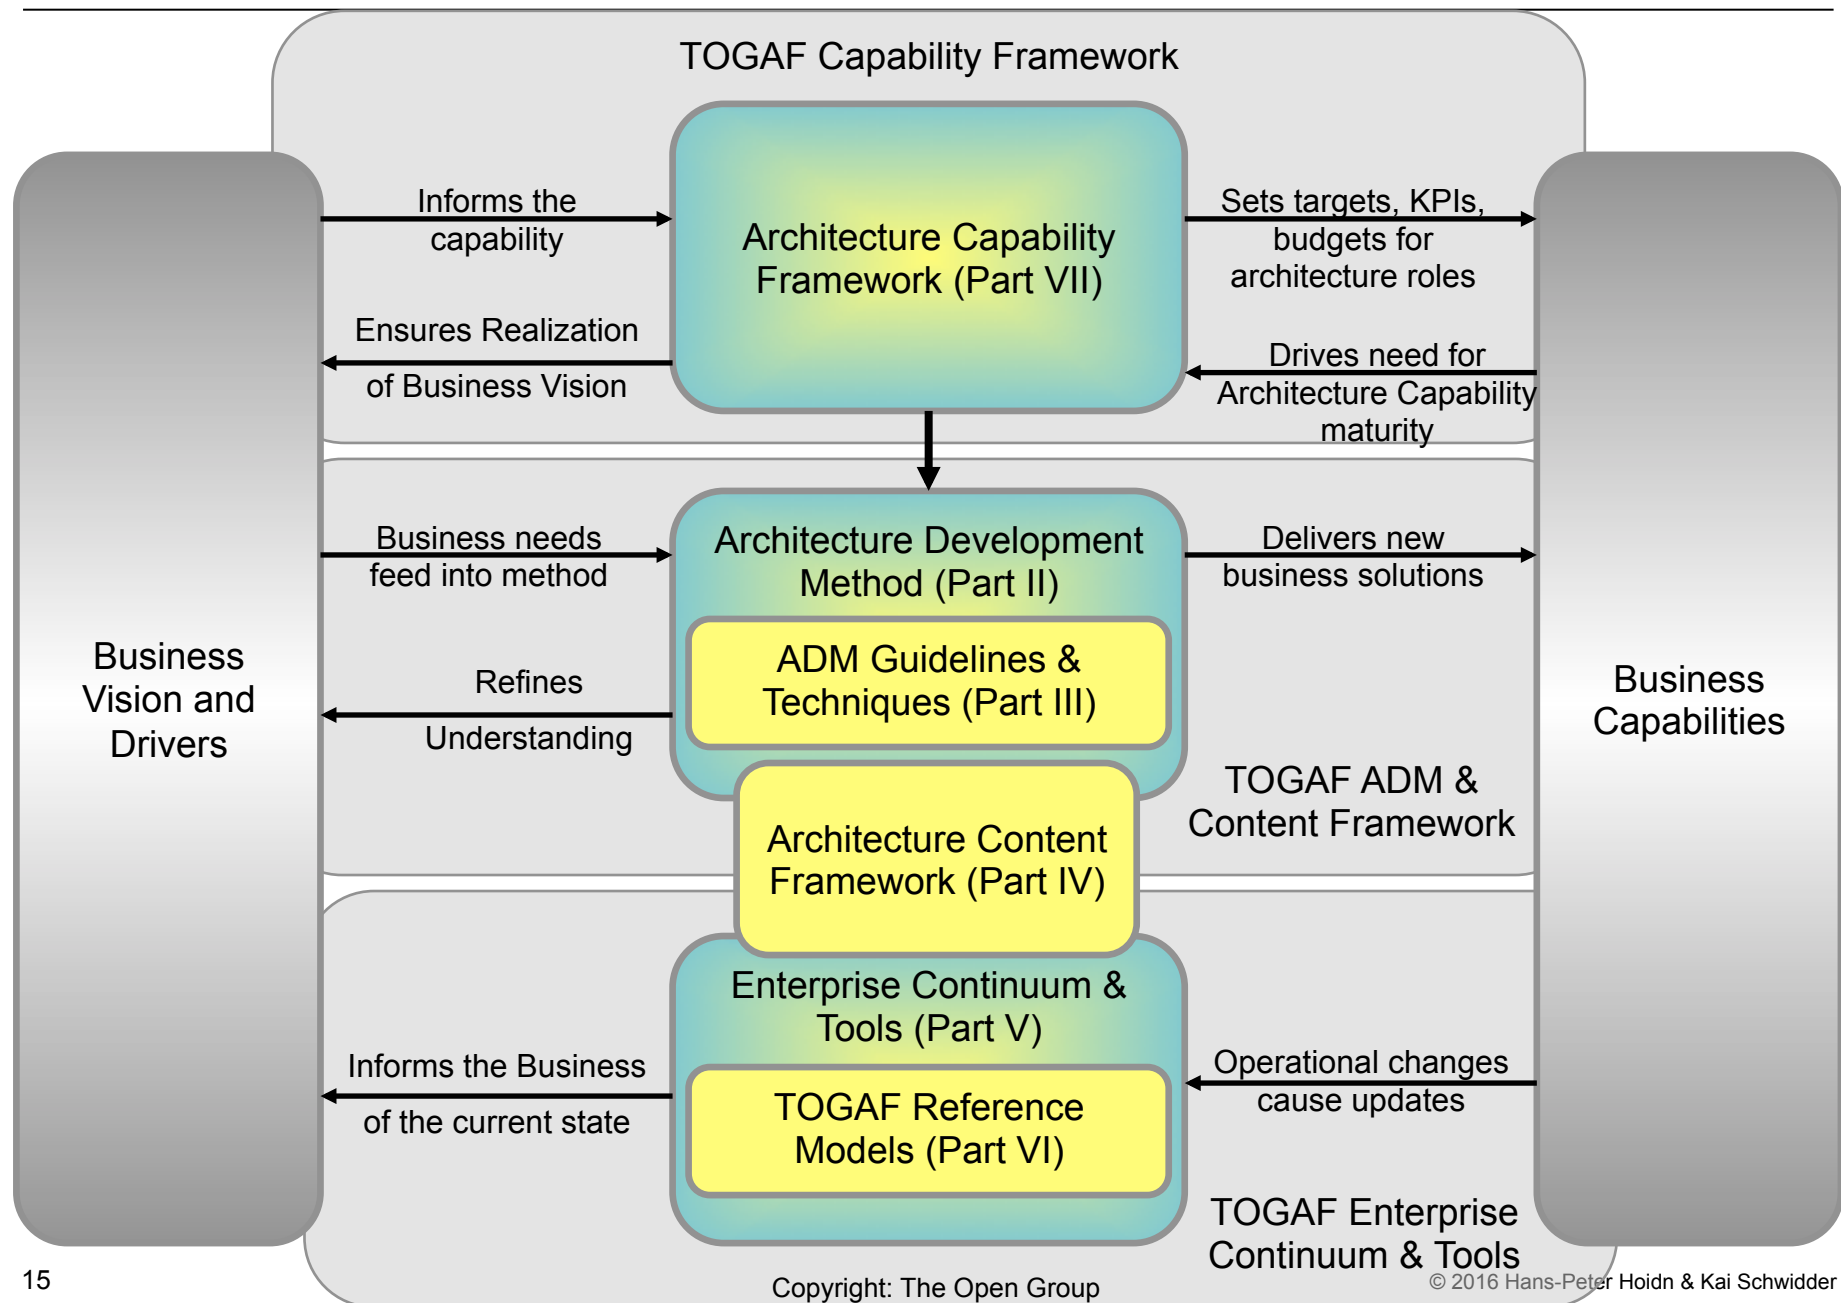 TOGAF Capability Framework
Architecture Capability
Framework (Part VII)
Informs the
capability
Ensures Realization
of Business Vision
Sets targets, KPIs,
budgets for
architecture roles
Drives need for
Architecture Capability
maturity
Business
Vision and
Drivers
Business needs
feed into method
Refines
Understanding
Architecture Development
Method (Part II)
ADM Guidelines &
Techniques (Part III)
Delivers new
business solutions
Business
Capabilities
TOGAF ADM &
Content Framework
Architecture Content
Framework (Part IV)
Enterprise Continuum &
Tools (Part V)
TOGAF Reference
Models (Part VI)
Informs the Business
of the current state
Operational changes
cause updates
TOGAF Enterprise
Continuum & Tools
15
Copyright: The Open Group
© 2016 Hans-Peter Hoidn & Kai Schwidder